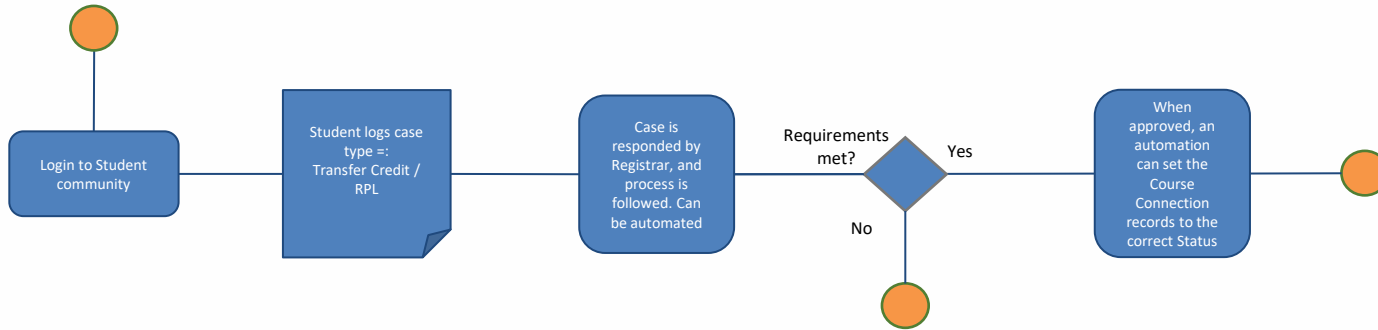 Login to Student
community
Student logs case
type =:
Transfer Credit /
RPL
Case is
responded by
Registrar, and
process is
followed. Can
be automated
Requirements
met?
Yes
No
When
approved, an
automation
can set the
Course
Connection
records to the
correct Status